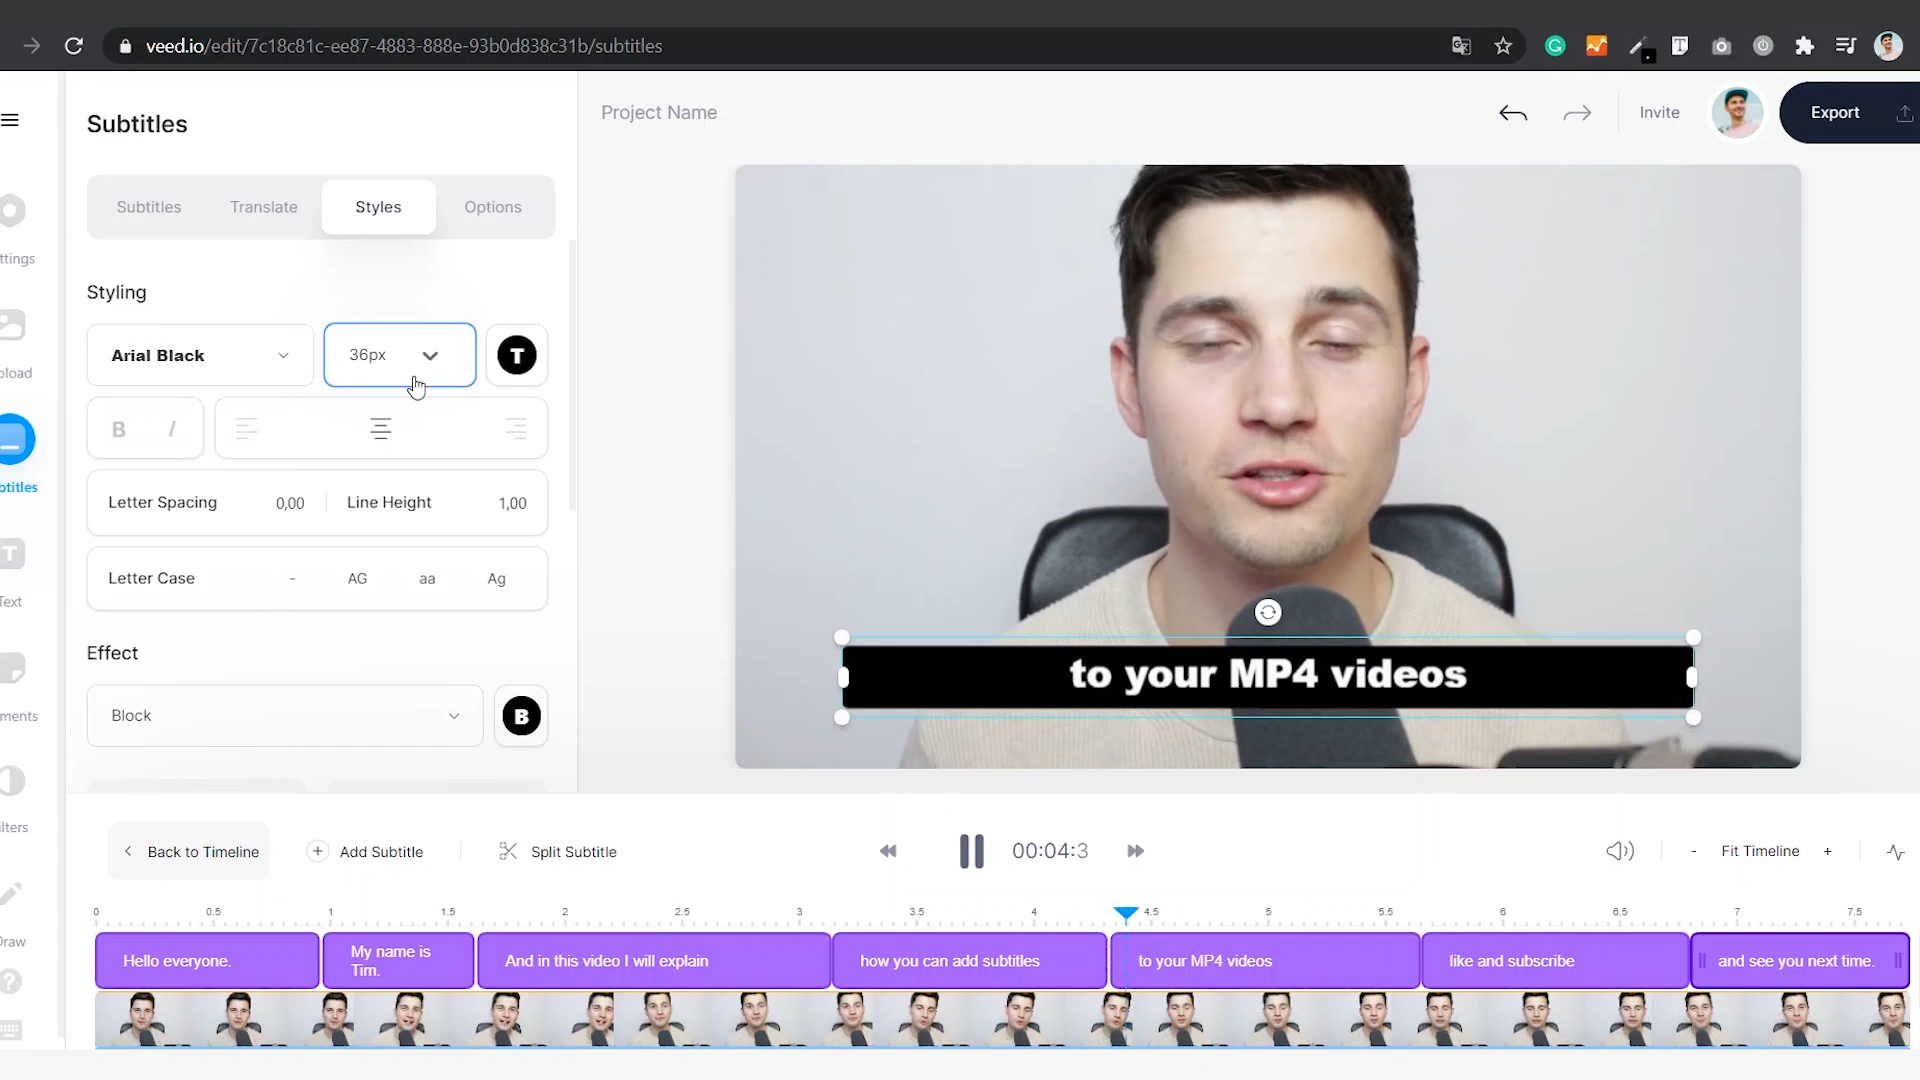 veed.io/edit/7c18c81c-ee87-4883-888e-93b0d838c31b/subtitles
Subtitles
Project Name
Invite
Export
Subtitles Translate Styles Options
ttings
Styling
Arial Black 36px T
oload
B I
btitles
Letter Spacing 0,00 Line Height 1,00
T
Letter Case - AG aa Ag
Text
Effect
Block B
ments
to your MP4 videos
ilters
Back to Timeline + Add Subtitle Split Subtitle 00:04:3 - Fit Timeline +
0 0.5 1 1.5 2 2.5 3 3.5 4 4.5 5 5.5 6 6.5 7 7.5
Draw
Hello everyone.
My name is
Tim.
And in this video I will explain
how you can add subtitles
to your MP4 videos
like and subscribe
and see you next time.
?